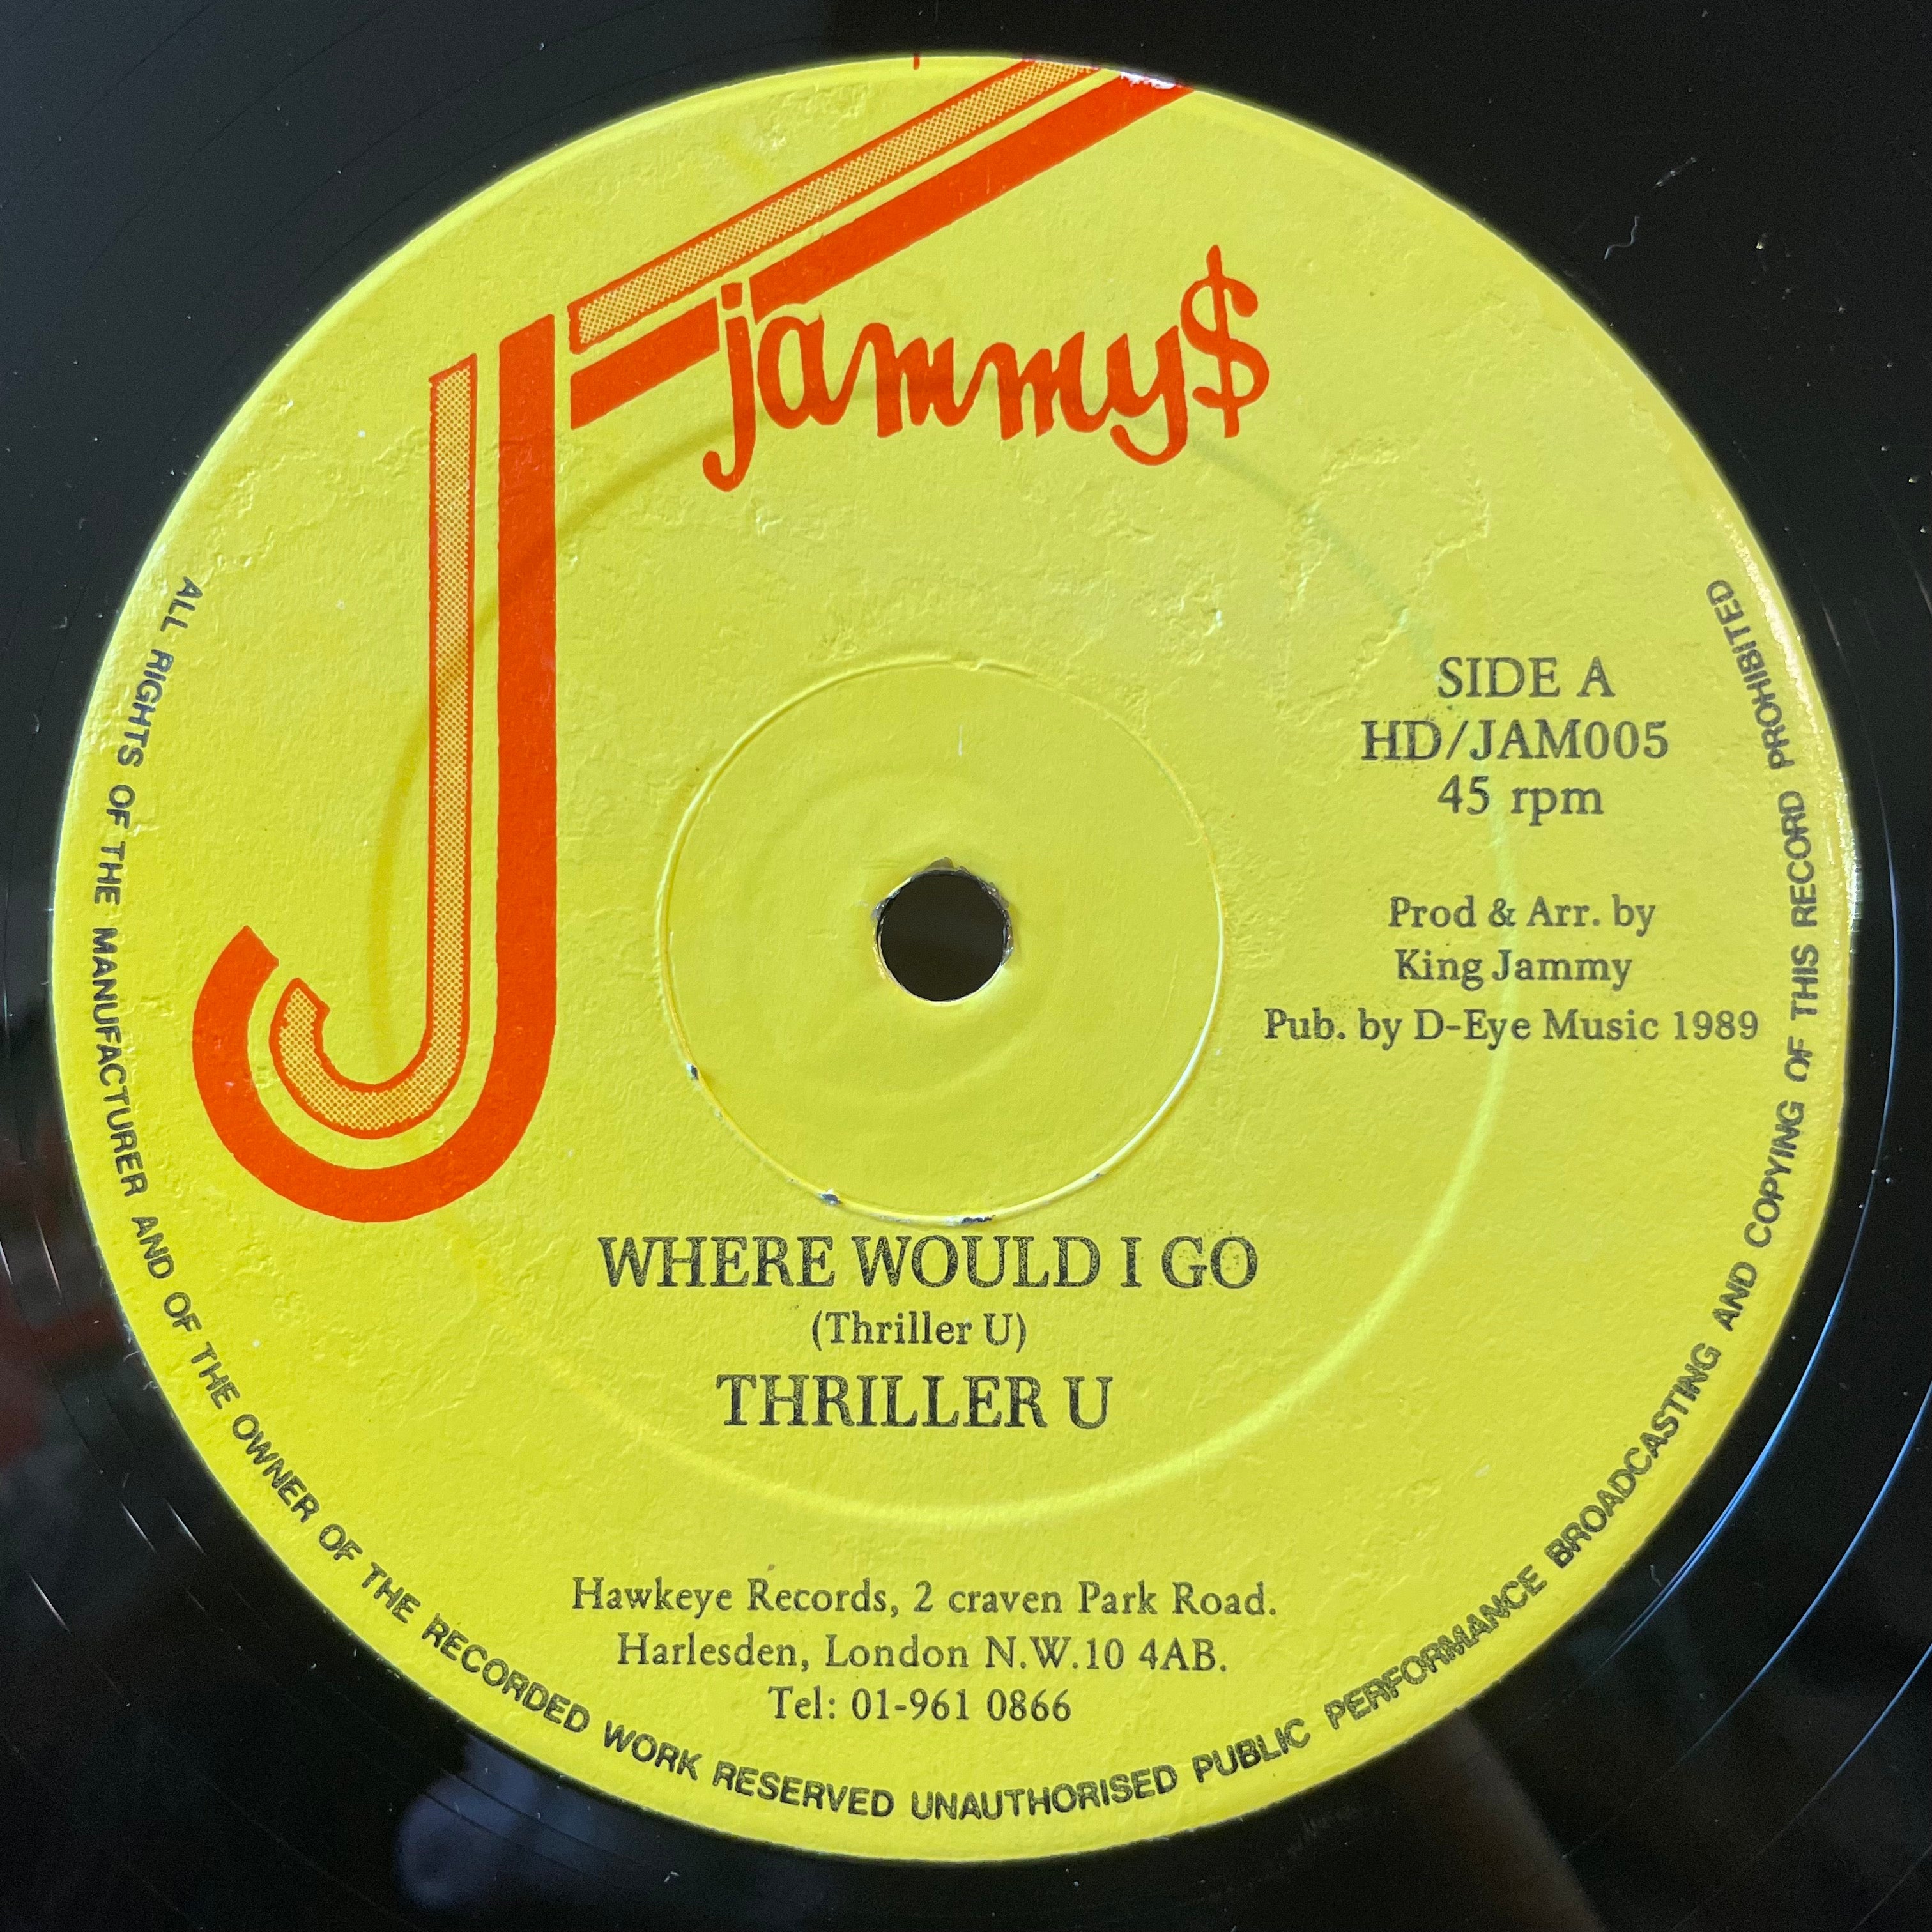 jammy$
SIDE A
HD/JAM005
45 rpm
Prod & Arr. by
King Jammy
Pub. by D-Eye Music 1989
WHERE WOULD I GO
(Thriller U)
THRILLER U
Hawkeye Records, 2 craven Park Road.
Harlesden, London N.W.10 4AB.
Tel: 01-961 0866
ALL RIGHTS OF THE MANUFACTURER AND OF THE OWNER OF THE RECORDED WORK RESERVED UNAUTHORISED PUBLIC PERFORMANCE BROADCASTING AND COPYING OF THIS RECORD PROHIBITED